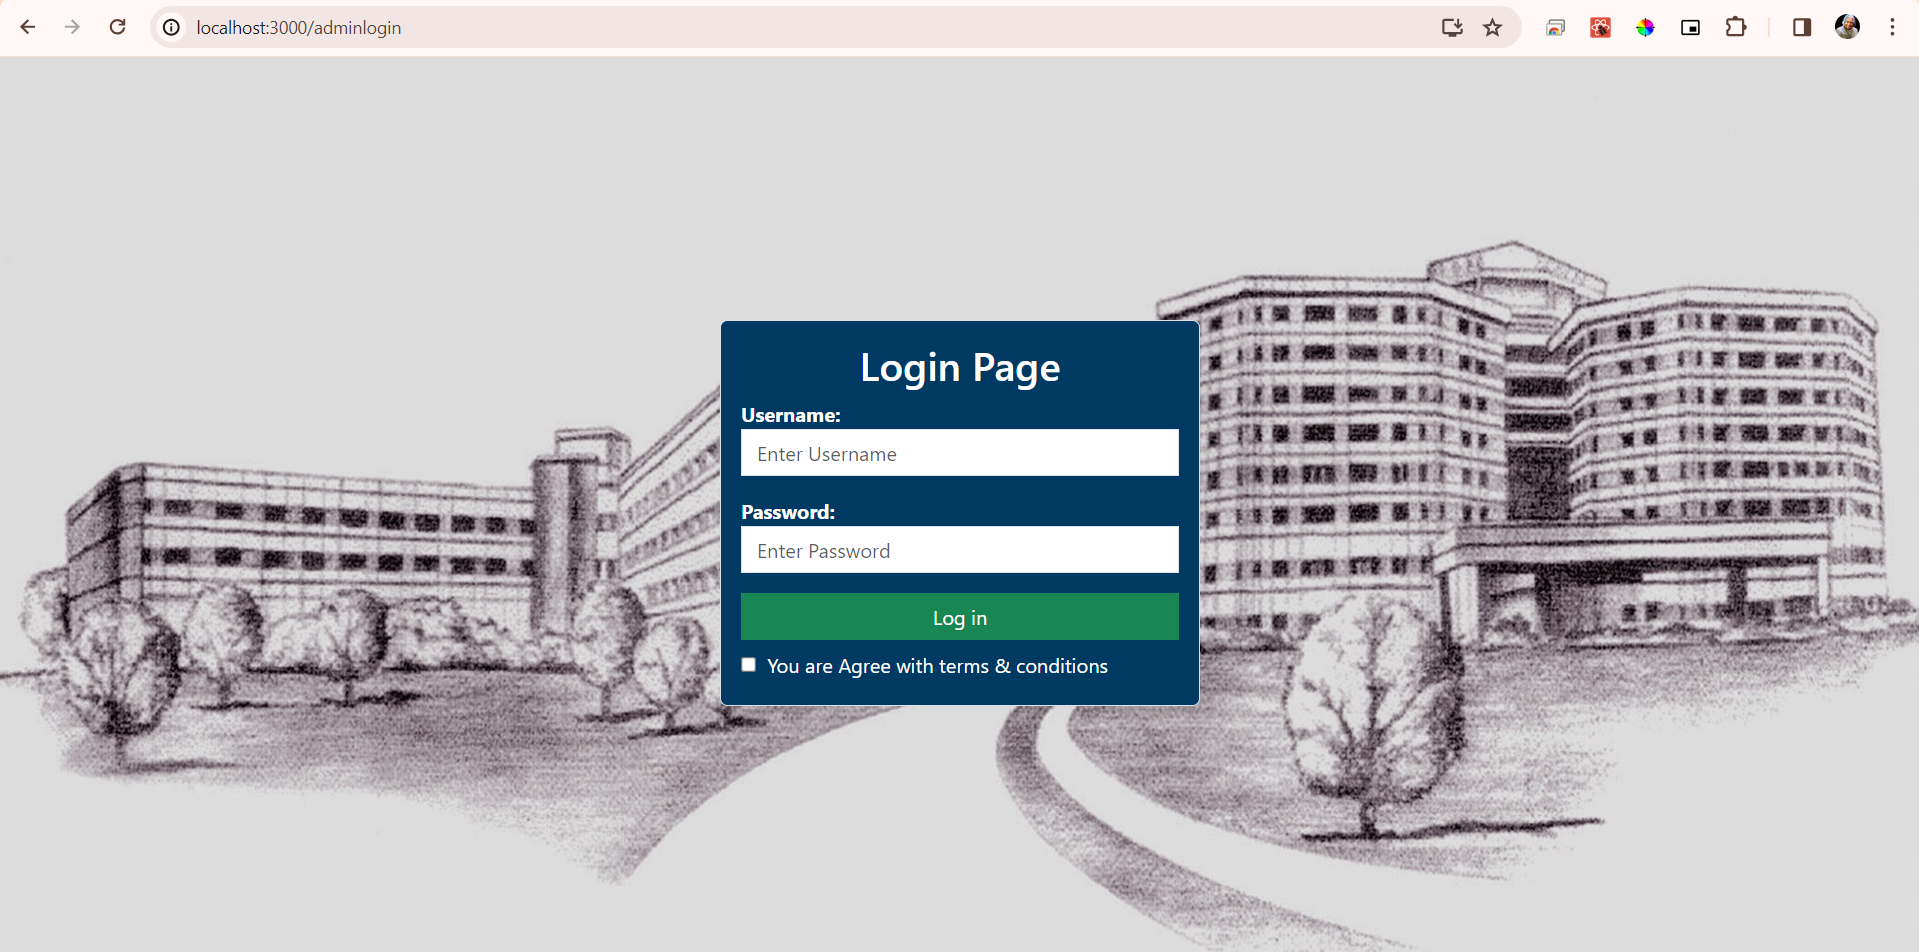 localhost:3000/adminlogin
Login Page
Username:
Enter Username
Password:
Enter Password
Log in
You are Agree with terms & conditions